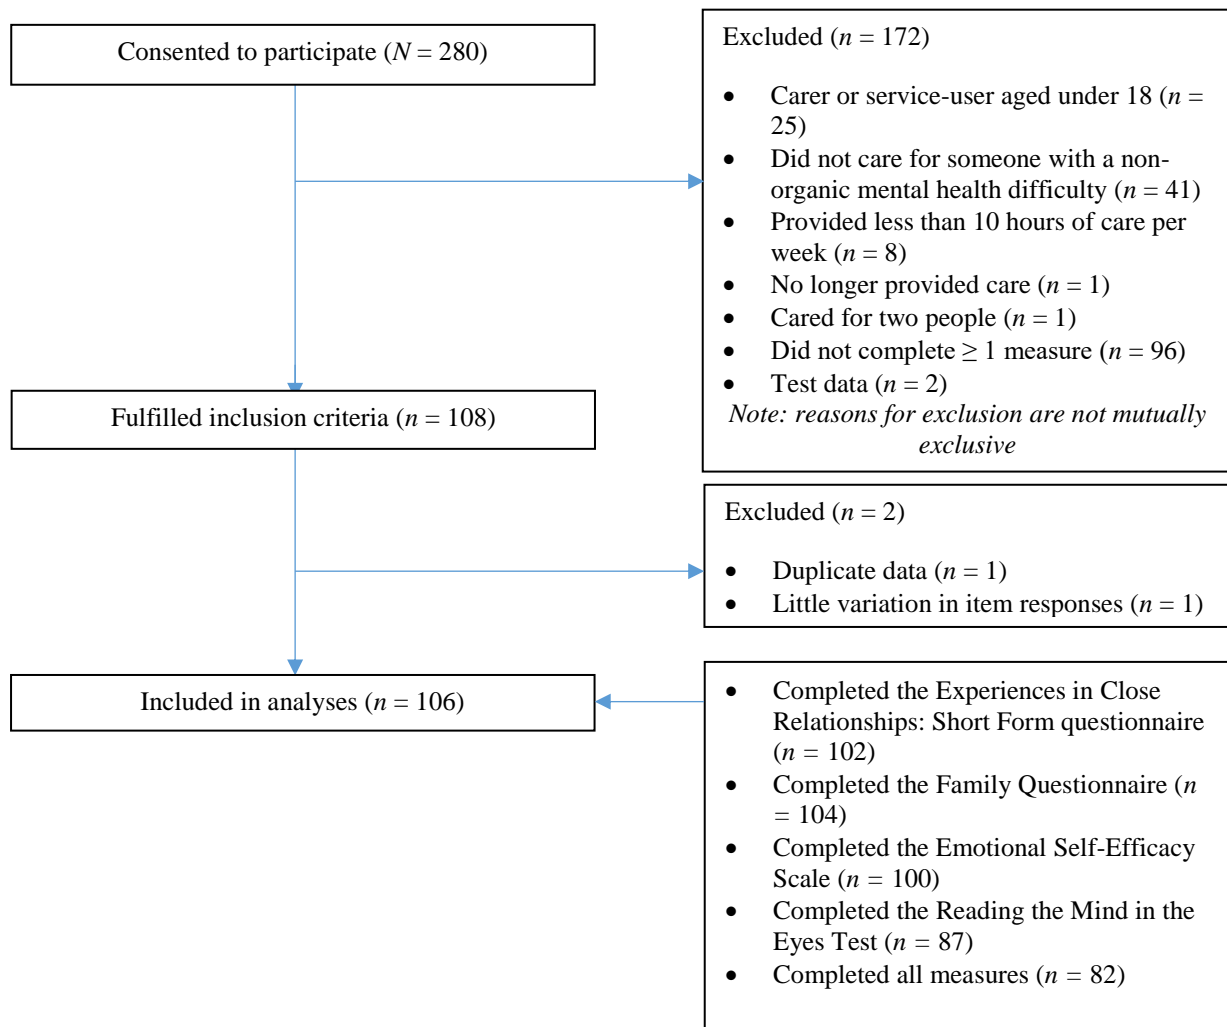 Consented to participate (N = 280)
Excluded (n = 172)
• Carer or service-user aged under 18 (n =
25)
• Did not care for someone with a non-
organic mental health difficulty (n = 41)
• Provided less than 10 hours of care per
week (n = 8)
• No longer provided care (n = 1)
• Cared for two people (n = 1)
• Did not complete ≥ 1 measure (n = 96)
• Test data (n = 2)
Note: reasons for exclusion are not mutually
exclusive
Fulfilled inclusion criteria (n = 108)
Excluded (n = 2)
• Duplicate data (n = 1)
• Little variation in item responses (n = 1)
Included in analyses (n = 106)
• Completed the Experiences in Close
Relationships: Short Form questionnaire
(n = 102)
• Completed the Family Questionnaire (n
= 104)
• Completed the Emotional Self-Efficacy
Scale (n = 100)
• Completed the Reading the Mind in the
Eyes Test (n = 87)
• Completed all measures (n = 82)